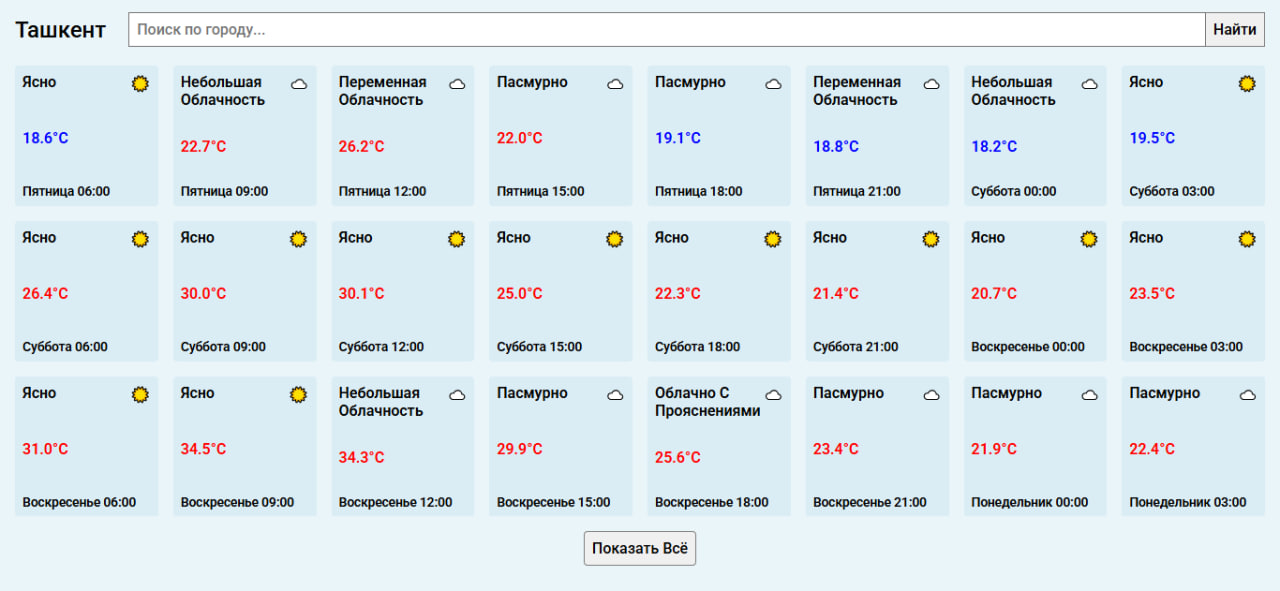 Ташкент
Поиск по городу...
Найти
Ясно
18.6°C
Пятница 06:00
Небольшая
Облачность
22.7°C
Пятница 09:00
Переменная
Облачность
26.2°C
Пятница 12:00
Пасмурно
22.0°C
Пятница 15:00
Пасмурно
19.1°C
Пятница 18:00
Переменная
Облачность
18.8°C
Пятница 21:00
Небольшая
Облачность
18.2°C
Суббота 00:00
Ясно
19.5°C
Суббота 03:00
Ясно
26.4°C
Суббота 06:00
Ясно
30.0°C
Суббота 09:00
Ясно
30.1°C
Суббота 12:00
Ясно
25.0°C
Суббота 15:00
Ясно
22.3°C
Суббота 18:00
Ясно
21.4°C
Суббота 21:00
Ясно
20.7°C
Воскресенье 00:00
Ясно
23.5°C
Воскресенье 03:00
Ясно
31.0°C
Воскресенье 06:00
Ясно
34.5°C
Воскресенье 09:00
Небольшая
Облачность
34.3°C
Воскресенье 12:00
Пасмурно
29.9°C
Воскресенье 15:00
Облачно С
Прояснениями
25.6°C
Воскресенье 18:00
Пасмурно
23.4°C
Воскресенье 21:00
Пасмурно
21.9°C
Понедельник 00:00
Пасмурно
22.4°C
Понедельник 03:00
Показать Всё